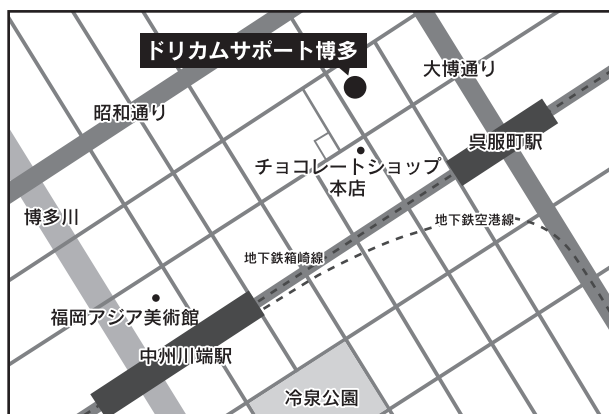 ドリカムサポート博多
大博通り
昭和通り
呉服町駅
チョコレートショップ
本店
博多川
地下鉄空港線
地下鉄箱崎線
福岡アジア美術館
中州川端駅
冷泉公園